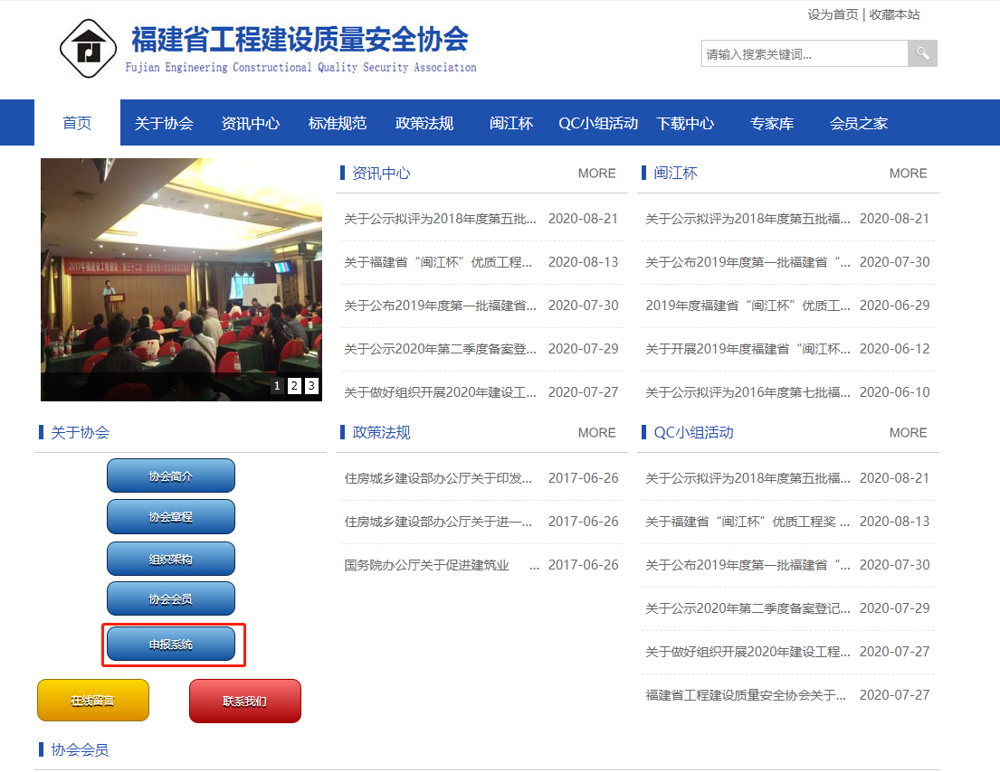 设为首页 | 收藏本站
福建省工程建设质量安全协会
Fujian Engineering Constructional Quality Security Association
请输入搜索关键词...
首页 关于协会 资讯中心 标准规范 政策法规 闽江杯 QC小组活动 下载中心 专家库 会员之家
1 2 3
资讯中心 MORE
关于公示拟评为2018年度第五批... 2020-08-21
关于福建省“闽江杯”优质工程... 2020-08-13
关于公布2019年度第一批福建省... 2020-07-30
关于公示2020年第二季度备案登... 2020-07-29
关于做好组织开展2020年建设工... 2020-07-27
闽江杯 MORE
关于公示拟评为2018年度第五批福... 2020-08-21
关于公布2019年度第一批福建省“... 2020-07-30
2019年度福建省“闽江杯”优质工... 2020-06-29
关于开展2019年度福建省“闽江杯... 2020-06-12
关于公示拟评为2016年度第七批福... 2020-06-10
关于协会
协会简介
协会章程
组织架构
协会会员
申报系统
在线留言 联系我们
政策法规 MORE
住房城乡建设部办公厅关于印发... 2017-06-26
住房城乡建设部办公厅关于进一... 2017-06-26
国务院办公厅关于促进建筑业 ... 2017-06-26
QC小组活动 MORE
关于公示拟评为2018年度第五批福... 2020-08-21
关于福建省“闽江杯”优质工程奖 ... 2020-08-13
关于公布2019年度第一批福建省“... 2020-07-30
关于公示2020年第二季度备案登记... 2020-07-29
关于做好组织开展2020年建设工程... 2020-07-27
福建省工程建设质量安全协会关于... 2020-07-27
协会会员